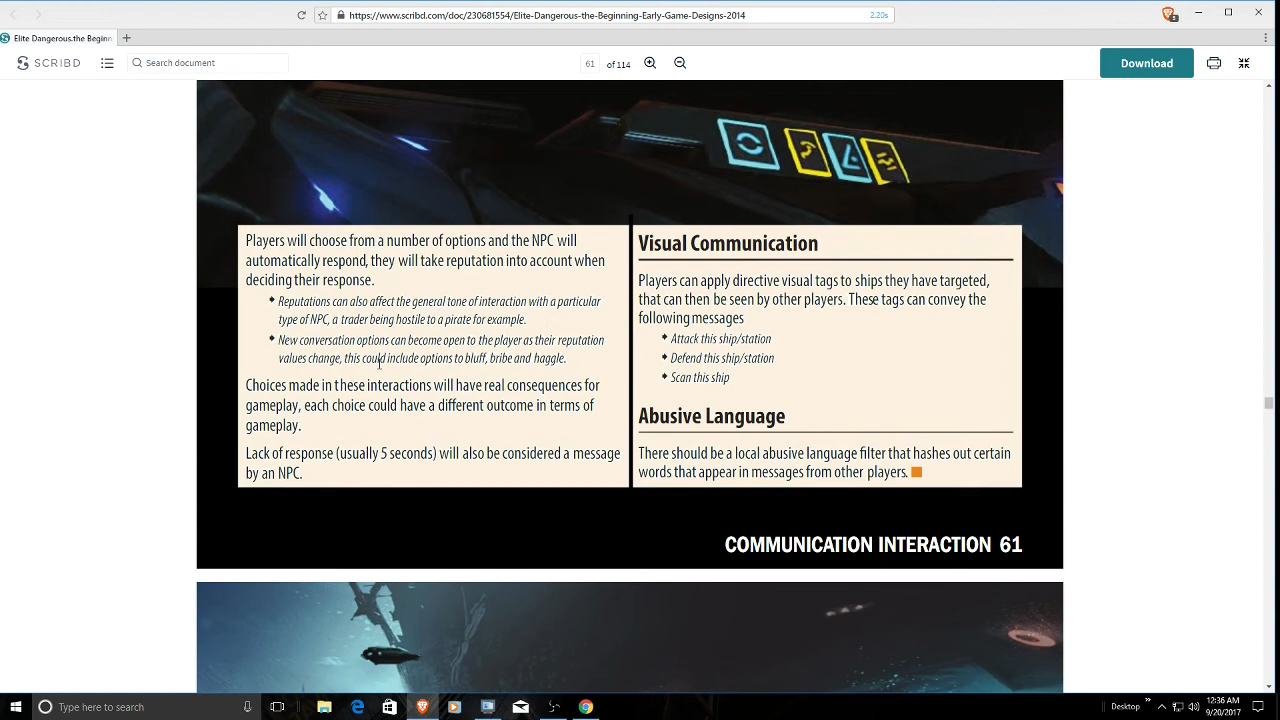 https://www.scribd.com/doc/230681554/Elite-Dangerous-the-Beginning-Early-Game-Designs-2014
2.20s
Elite Dangerous.the Beginn
SCRIBD
Search document
61 of 114
Download
Players will choose from a number of options and the NPC will
automatically respond, they will take reputation into account when
deciding their response.
Reputations can also affect the general tone of interaction with a particular
type of NPC, a trader being hostile to a pirate for example.
New conversation options can become open to the player as their reputation
values change, this could include options to bluff, bribe and haggle.
Choices made in these interactions will have real consequences for
gameplay, each choice could have a different outcome in terms of
gameplay.
Lack of response (usually 5 seconds) will also be considered a message
by an NPC.
Visual Communication
Players can apply directive visual tags to ships they have targeted,
that can then be seen by other players. These tags can convey the
following messages
Attack this ship/station
Defend this ship/station
Scan this ship
Abusive Language
There should be a local abusive language filter that hashes out certain
words that appear in messages from other players.
COMMUNICATION INTERACTION 61
Type here to search
Desktop
12:36 AM
9/20/2017